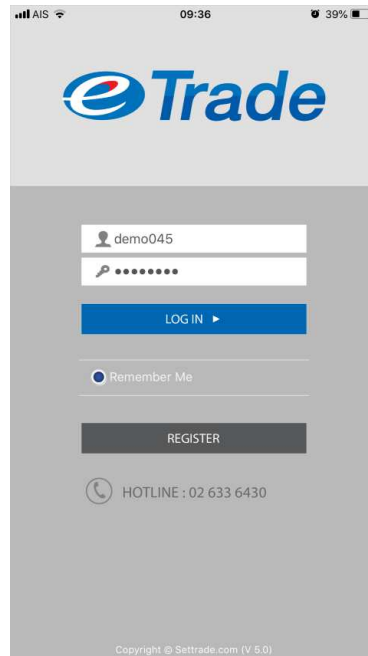 AIS 09:36 39%
e Trade
demo045
••••••••
LOG IN ►
Remember Me
REGISTER
HOTLINE : 02 633 6430
Copyright © Settrade.com (V 5.0)